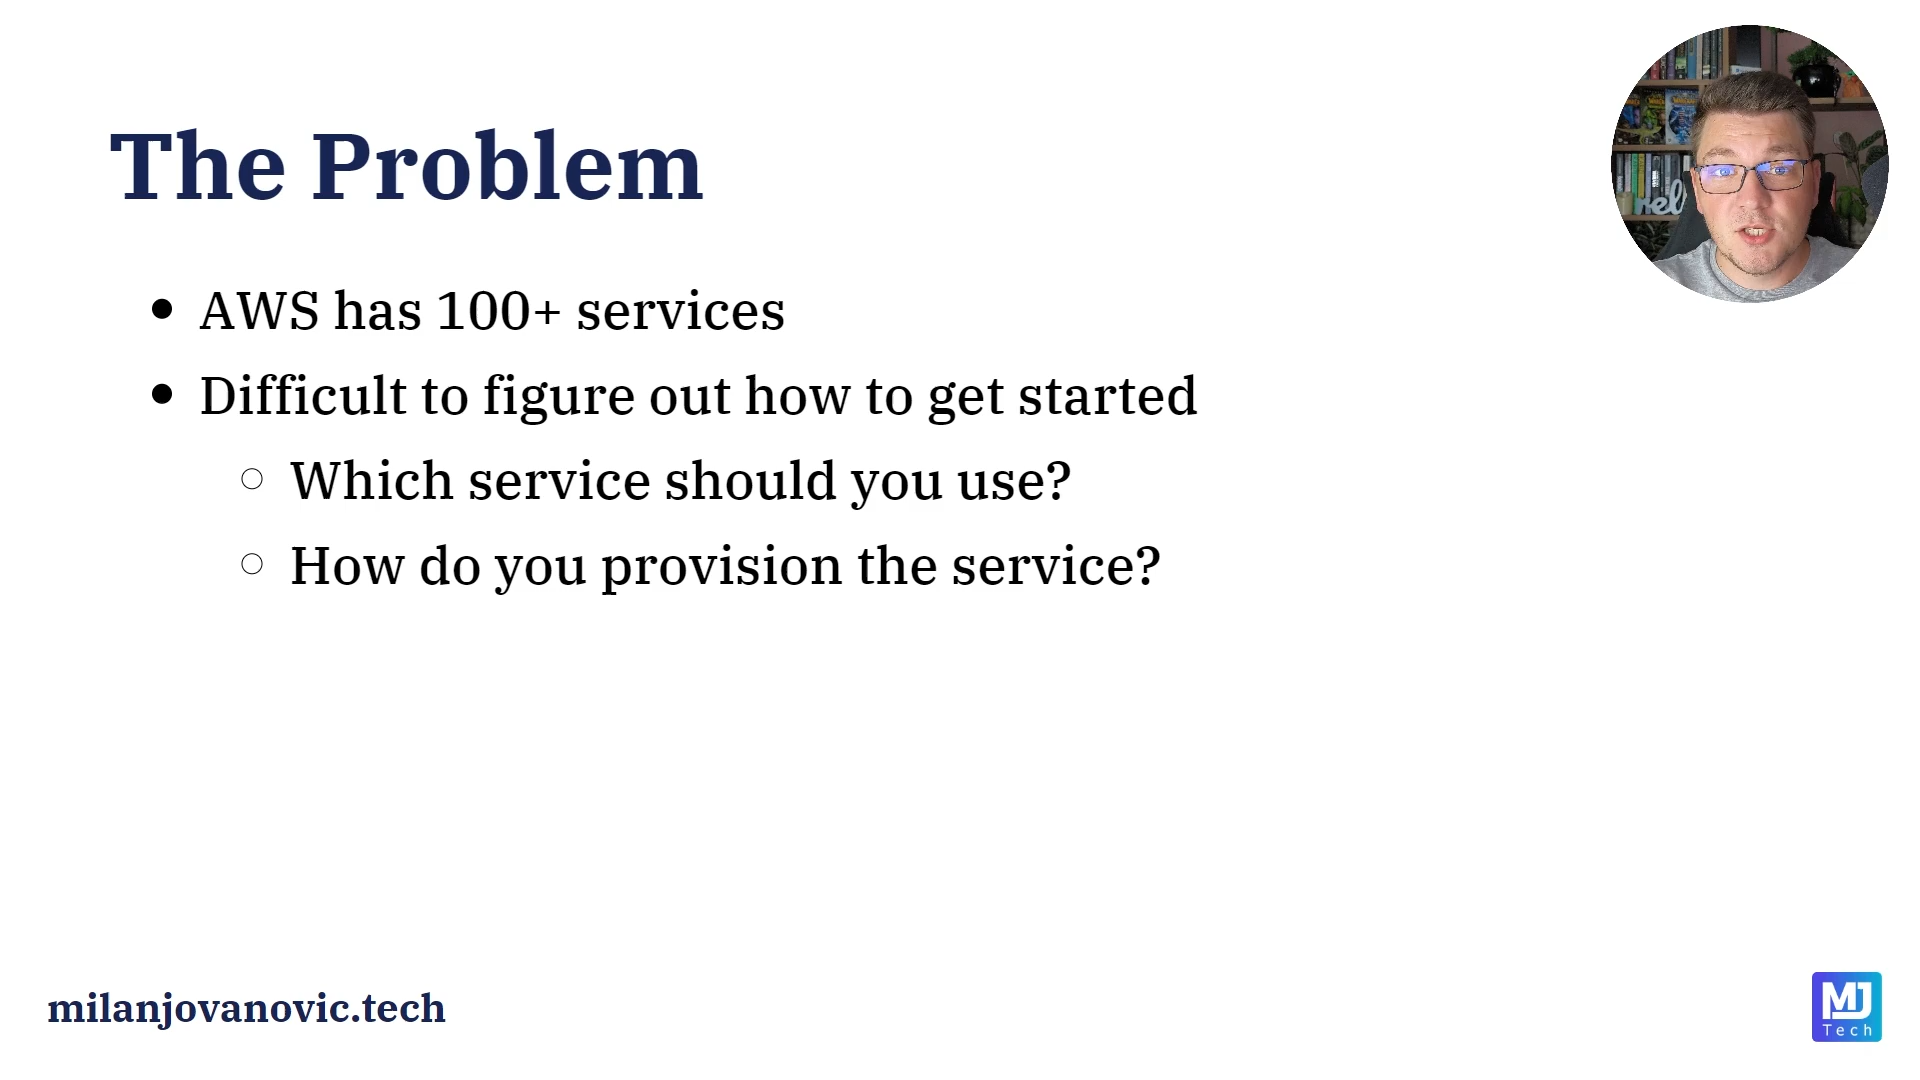 The Problem
AWS has 100+ services
Difficult to figure out how to get started
Which service should you use?
How do you provision the service?
milanjovanovic.tech
MJ
Tech